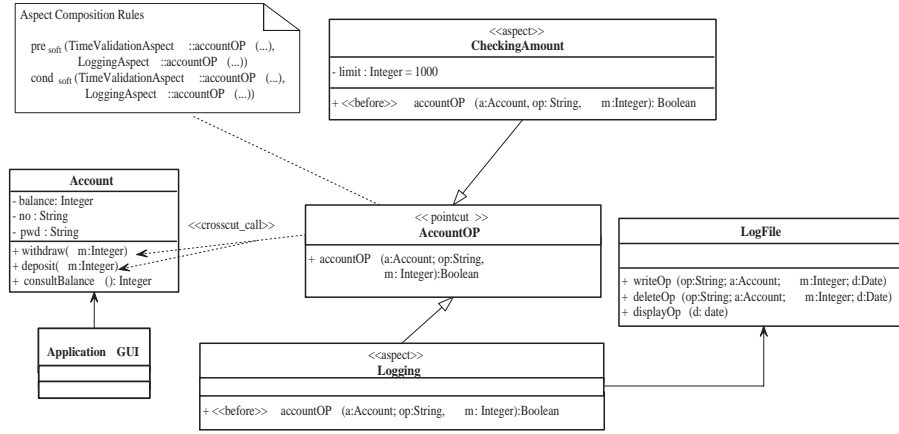 Aspect Composition Rules
pre soft (TimeValidationAspect ::accountOP (...),
LoggingAspect ::accountOP (...))
cond soft (TimeValidationAspect ::accountOP (...),
LoggingAspect ::accountOP (...))
<<aspect>>
CheckingAmount
- limit : Integer = 1000
+ <<before>> accountOP (a:Account, op: String, m:Integer): Boolean
Account
- balance: Integer
- no : String
- pwd : String
+ withdraw( m:Integer)
+ deposit( m:Integer)
+ consultBalance (): Integer
<<crosscut_call>>
<< pointcut >>
AccountOP
+ accountOP (a:Account; op:String,
m: Integer):Boolean
LogFile
+ writeOp (op:String; a:Account; m:Integer; d:Date)
+ deleteOp (op:String; a:Account; m:Integer; d:Date)
+ displayOp (d: date)
Application GUI
<<aspect>>
Logging
+ <<before>> accountOP (a:Account; op:String, m: Integer):Boolean